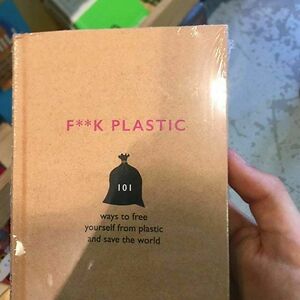 F**K PLASTIC
101
ways to free
yourself from plastic
and save the world